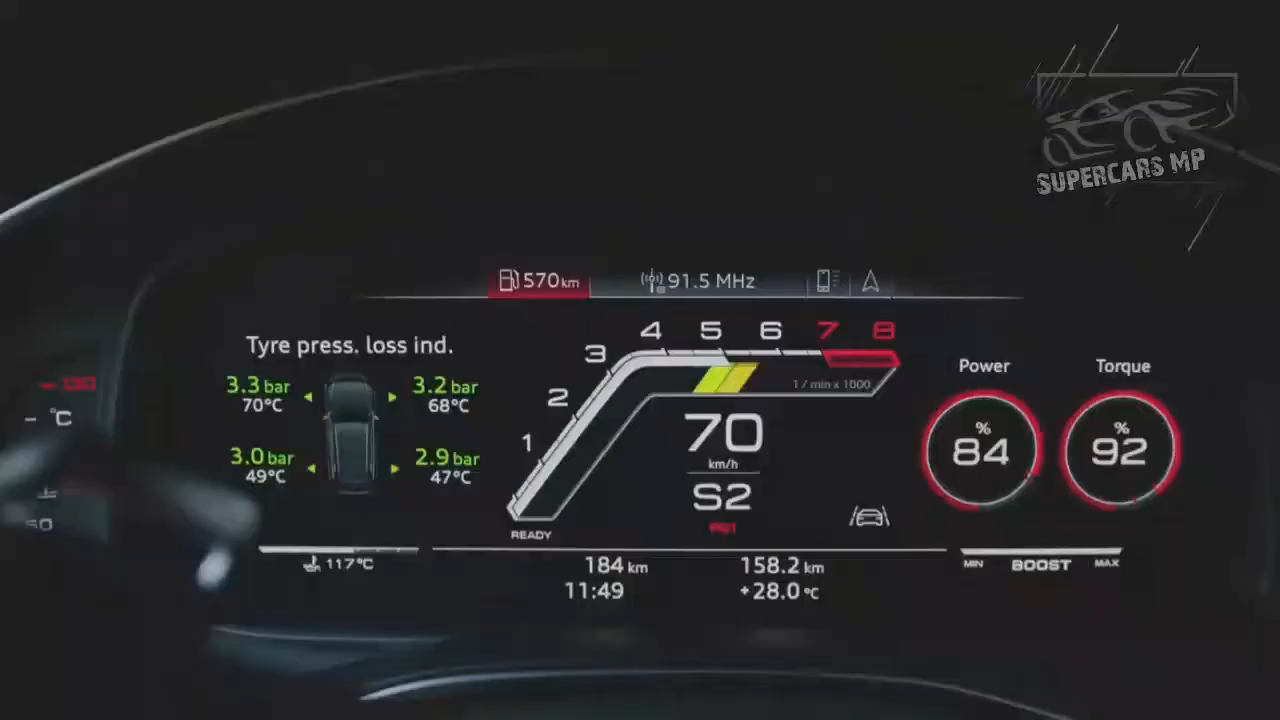 SUPERCARS MP
570 km
91.5 MHz
Tyre press. loss ind.
3.3 bar
70°C
3.2 bar
68°C
3.0 bar
49°C
2.9 bar
47°C
117°C
1
2
3
4
5
6
7
8
1 / min x 1000
70
km/h
S2
READY
184 km
158.2 km
11:49
+28.0 °C
Power
%
84
Torque
%
92
MIN
BOOST
MAX
°C